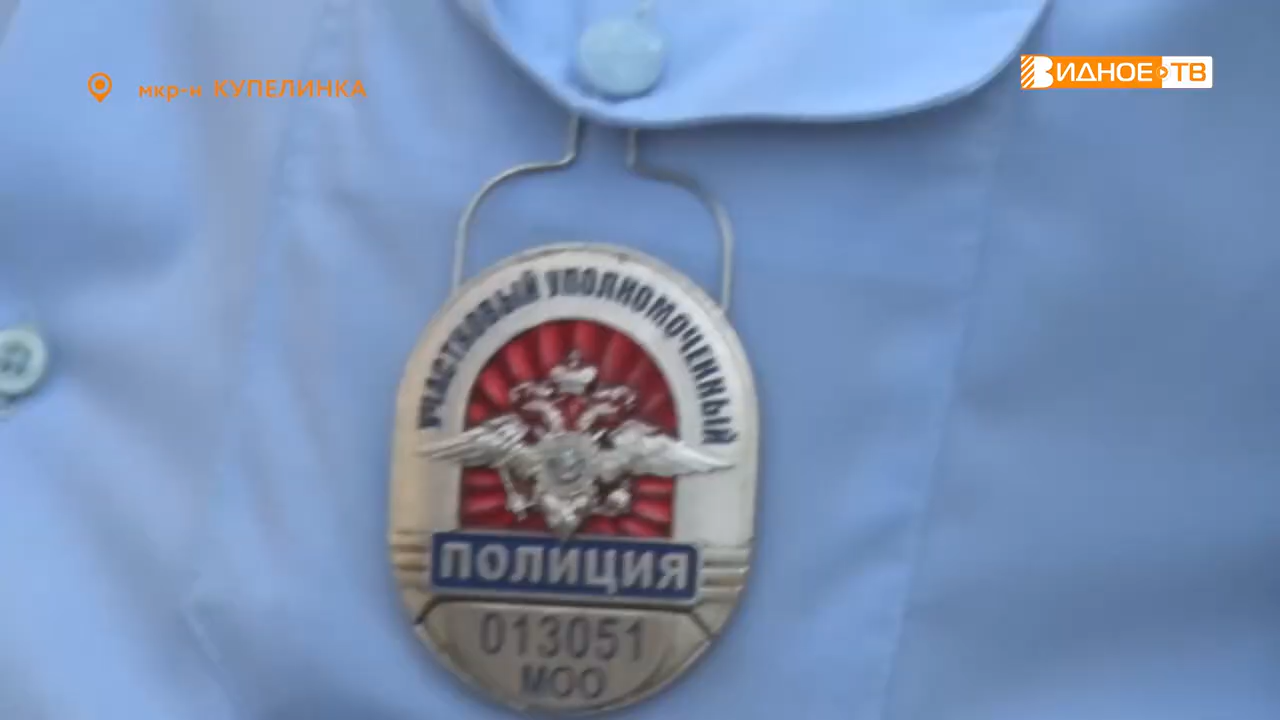 мкр-н КУПЕЛИНКА
ВИДНОЕ ТВ
УЧАСТКОВЫЙ УПОЛНОМОЧЕННЫЙ
ПОЛИЦИЯ
013051
МОО